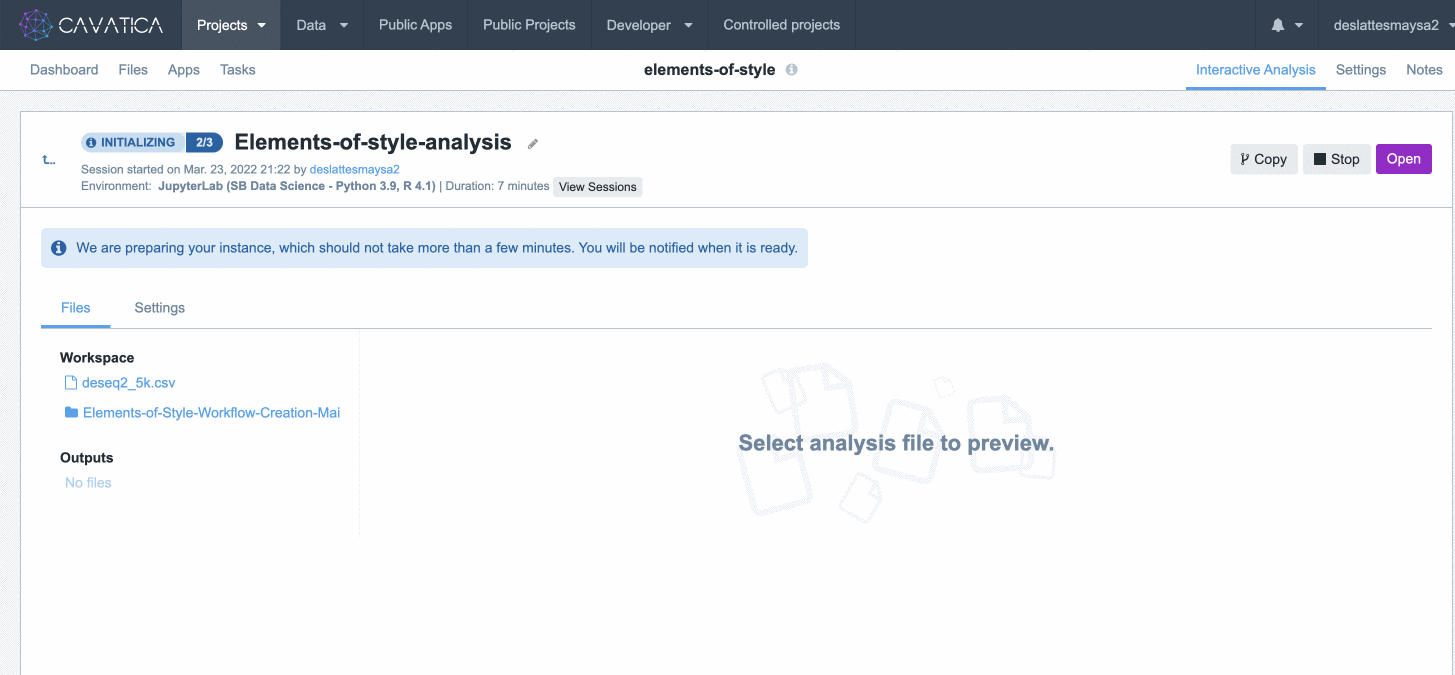 CAVATICA Projects Data Public Apps Public Projects Developer Controlled projects deslattesmaysa2
Dashboard Files Apps Tasks elements-of-style Interactive Analysis Settings Notes
INITIALIZING 2/3 Elements-of-style-analysis
Session started on Mar. 23, 2022 21:22 by deslattesmaysa2
Environment: JupyterLab (SB Data Science - Python 3.9, R 4.1) | Duration: 7 minutes View Sessions
Copy Stop Open
We are preparing your instance, which should not take more than a few minutes. You will be notified when it is ready.
Files Settings
Workspace
deseq2_5k.csv
Elements-of-Style-Workflow-Creation-Mai
Select analysis file to preview.
Outputs
No files